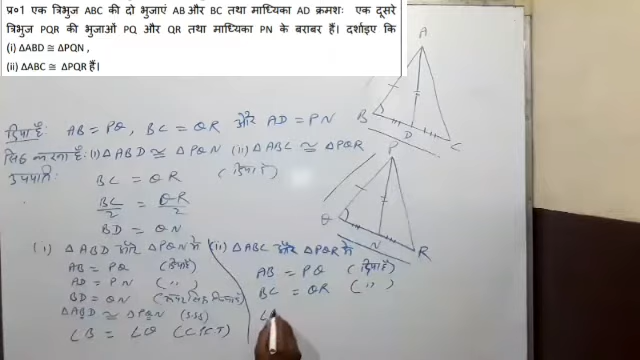 प्र०1 एक त्रिभुज ABC की दो भुजाएं AB और BC तथा माध्यिका AD क्रमशः एक दूसरे
त्रिभुज PQR की भुजाओं PQ और QR तथा माध्यिका PN के बराबर हैं। दर्शाइए कि
(i) ΔABD ≅ ΔPQN ,
(ii) ΔABC ≅ ΔPQR हैं।
A
B
D
C
दिया है: AB = PQ , BC = QR और AD = PN
सिद्ध करना है: (i) ΔABD ≅ ΔPQN (ii) ΔABC ≅ ΔPQR
P
Q
N
R
उपपत्ति: BC = QR (दिया है)
BC/2 = QR/2
BD = QN
(i) ΔABD और ΔPQN में
AB = PQ (दिया है)
AD = PN (")
BD = QN
ΔABD ≅ ΔPQN (SSS)
∠B = ∠Q (CPCT)
(ii) ΔABC और ΔPQR में
AB = PQ (दिया है)
BC = QR (")
∠